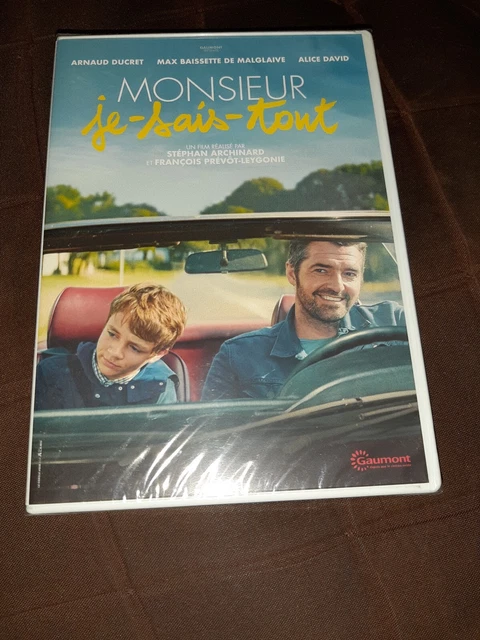 GAUMONT
ARNAUD DUCRET MAX BAISSETTE DE MALGLAIVE ALICE DAVID
MONSIEUR
je-sais-tout
UN FILM RÉALISÉ PAR
STÉPHAN ARCHINARD
ET FRANÇOIS PRÉVÔT-LEYGONIE
Gaumont